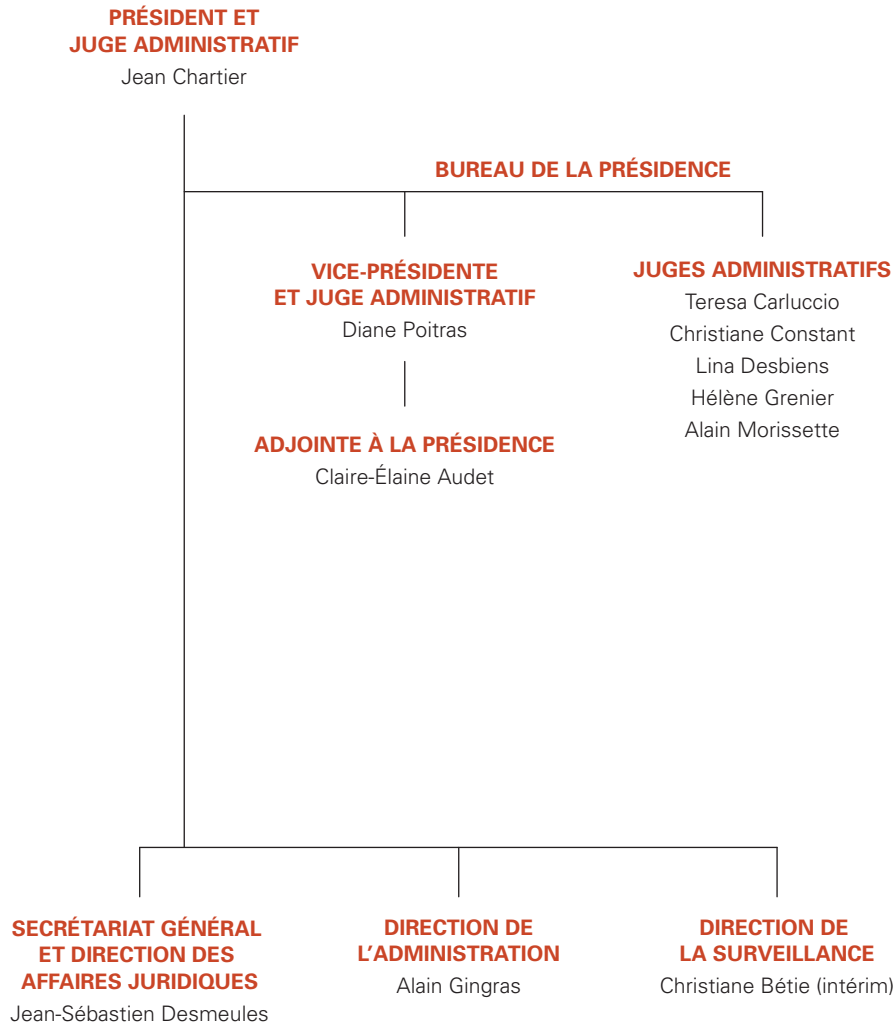 PRÉSIDENT ET
JUGE ADMINISTRATIF
Jean Chartier
BUREAU DE LA PRÉSIDENCE
VICE-PRÉSIDENTE
ET JUGE ADMINISTRATIF
Diane Poitras
ADJOINTE À LA PRÉSIDENCE
Claire-Élaine Audet
JUGES ADMINISTRATIFS
Teresa Carluccio
Christiane Constant
Lina Desbiens
Hélène Grenier
Alain Morissette
SECRÉTARIAT GÉNÉRAL
ET DIRECTION DES
AFFAIRES JURIDIQUES
Jean-Sébastien Desmeules
DIRECTION DE
L'ADMINISTRATION
Alain Gingras
DIRECTION DE
LA SURVEILLANCE
Christiane Bétie (intérim)